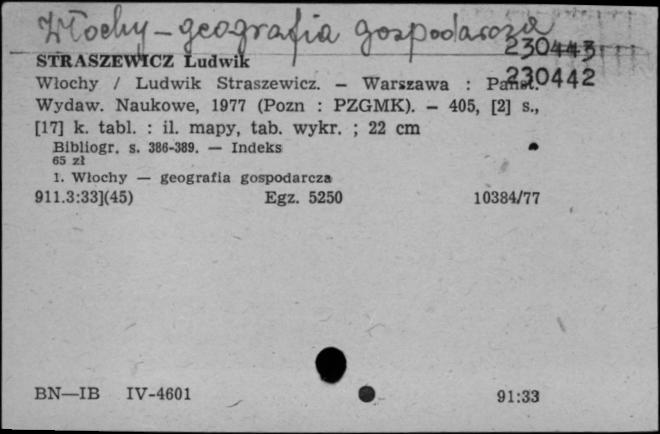 Włochy - geografia gospodarcza
230443
STRASZEWICZ Ludwik
230442
Włochy / Ludwik Straszewicz. — Warszawa : Państ.
Wydaw. Naukowe, 1977 (Pozn : PZGMK). — 405, [2] s.,
[17] k. tabl. : il. mapy, tab. wykr. ; 22 cm
Bibliogr. s. 386-389. — Indeks
65 zł
1. Włochy — geografia gospodarcza
911.3:33](45) Egz. 5250 10384/77
BN—IB IV-4601 91:33